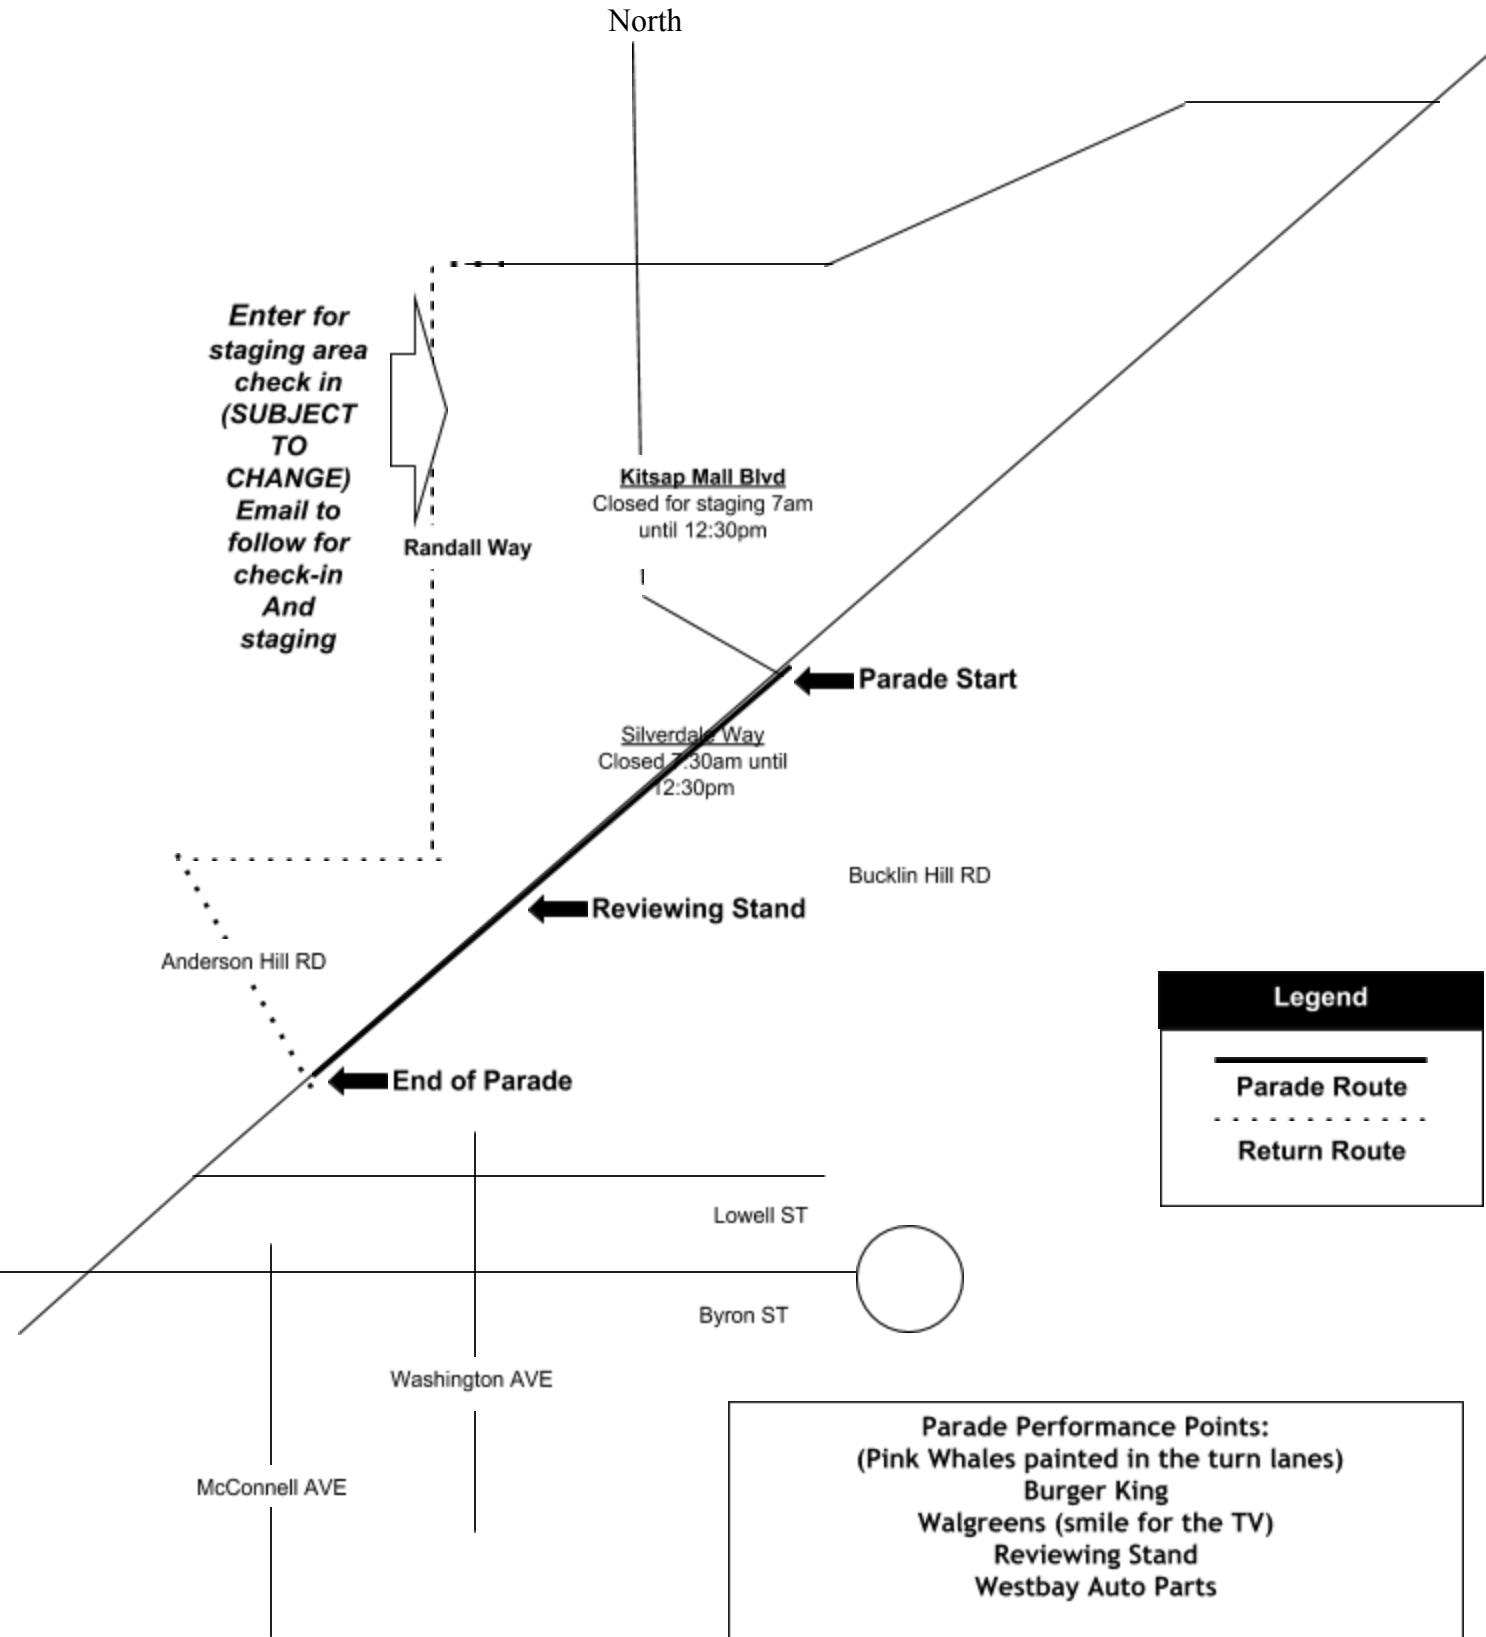 North
Enter for
staging area
check in
(SUBJECT
TO
CHANGE)
Email to
follow for
check-in
And
staging
Randall Way
Kitsap Mall Blvd
Closed for staging 7am
until 12:30pm
Parade Start
Silverdale Way
Closed 7:30am until
12:30pm
Bucklin Hill RD
Reviewing Stand
Anderson Hill RD
End of Parade
Legend
Parade Route
Return Route
Lowell ST
Byron ST
Washington AVE
McConnell AVE
Parade Performance Points:
(Pink Whales painted in the turn lanes)
Burger King
Walgreens (smile for the TV)
Reviewing Stand
Westbay Auto Parts